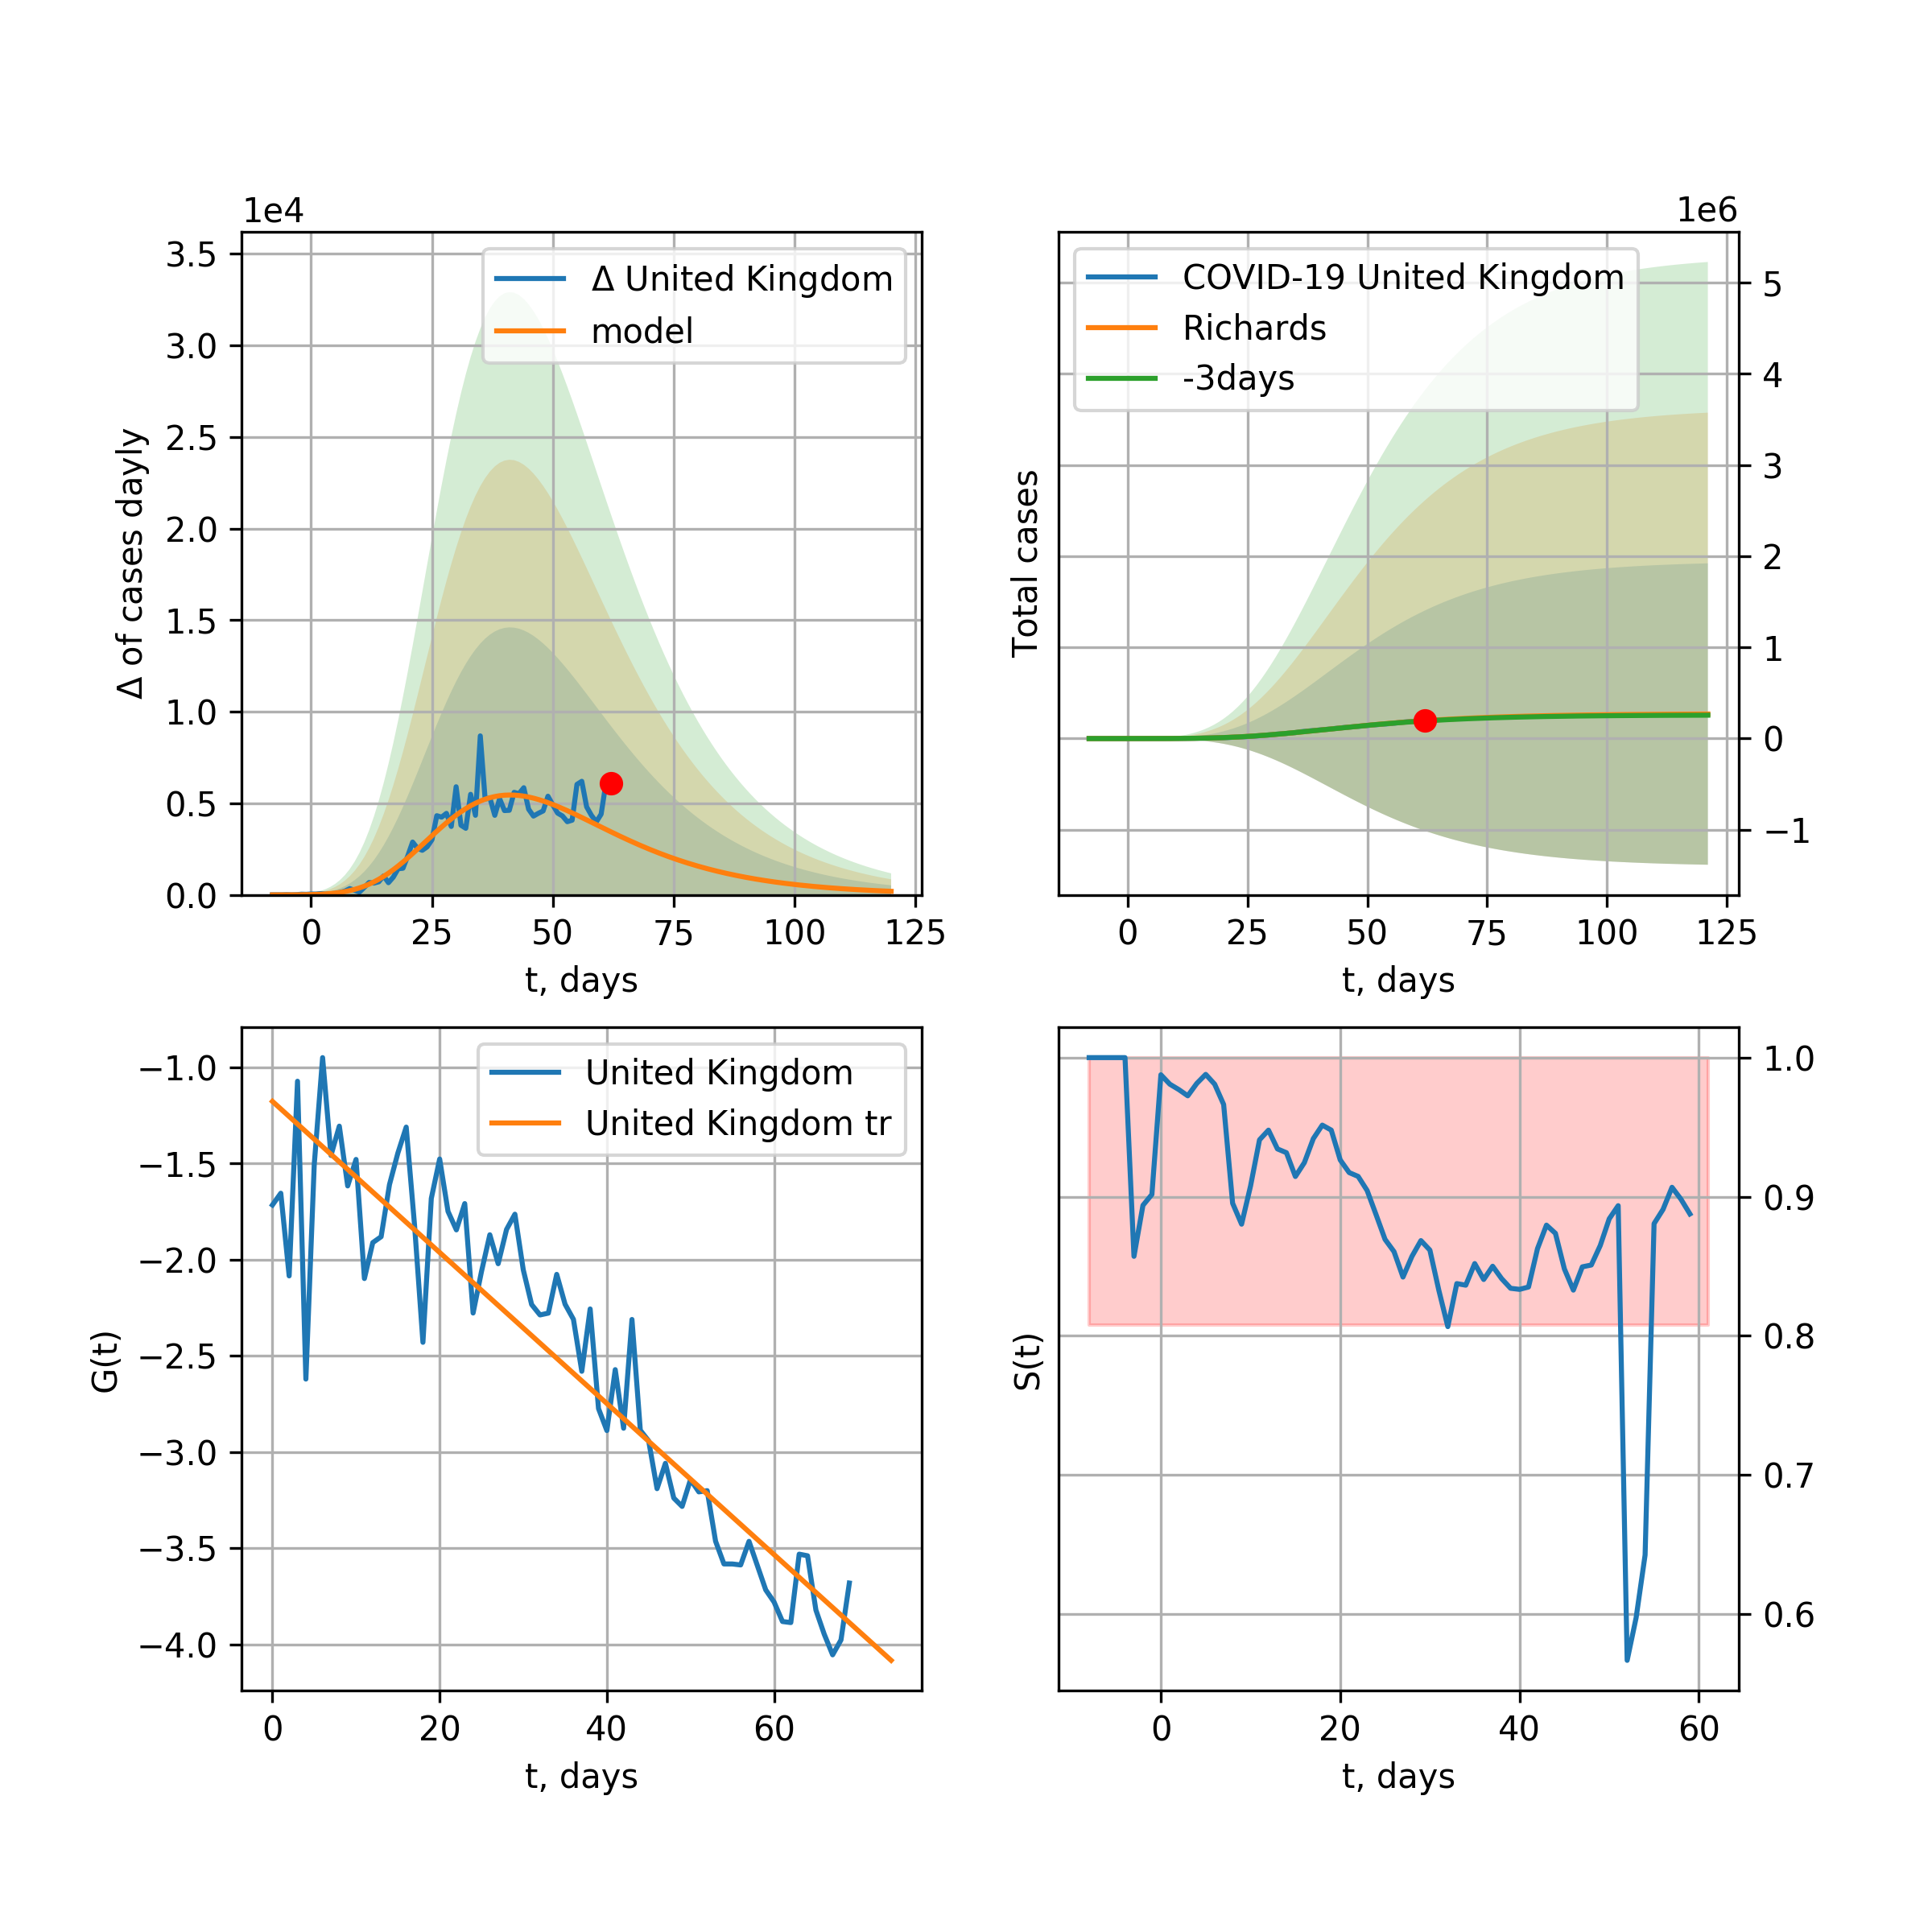 1e4
3.5
3.0
2.5
2.0
1.5
1.0
0.5
0.0
Δ of cases dayly
Δ United Kingdom
model
0 25 50 75 100 125
t, days
1e6
COVID-19 United Kingdom
Richards
-3days
Total cases
5
4
3
2
1
0
−1
0 25 50 75 100 125
t, days
−1.0
−1.5
−2.0
−2.5
−3.0
−3.5
−4.0
G(t)
United Kingdom
United Kingdom tr
0 20 40 60
t, days
S(t)
1.0
0.9
0.8
0.7
0.6
0 20 40 60
t, days